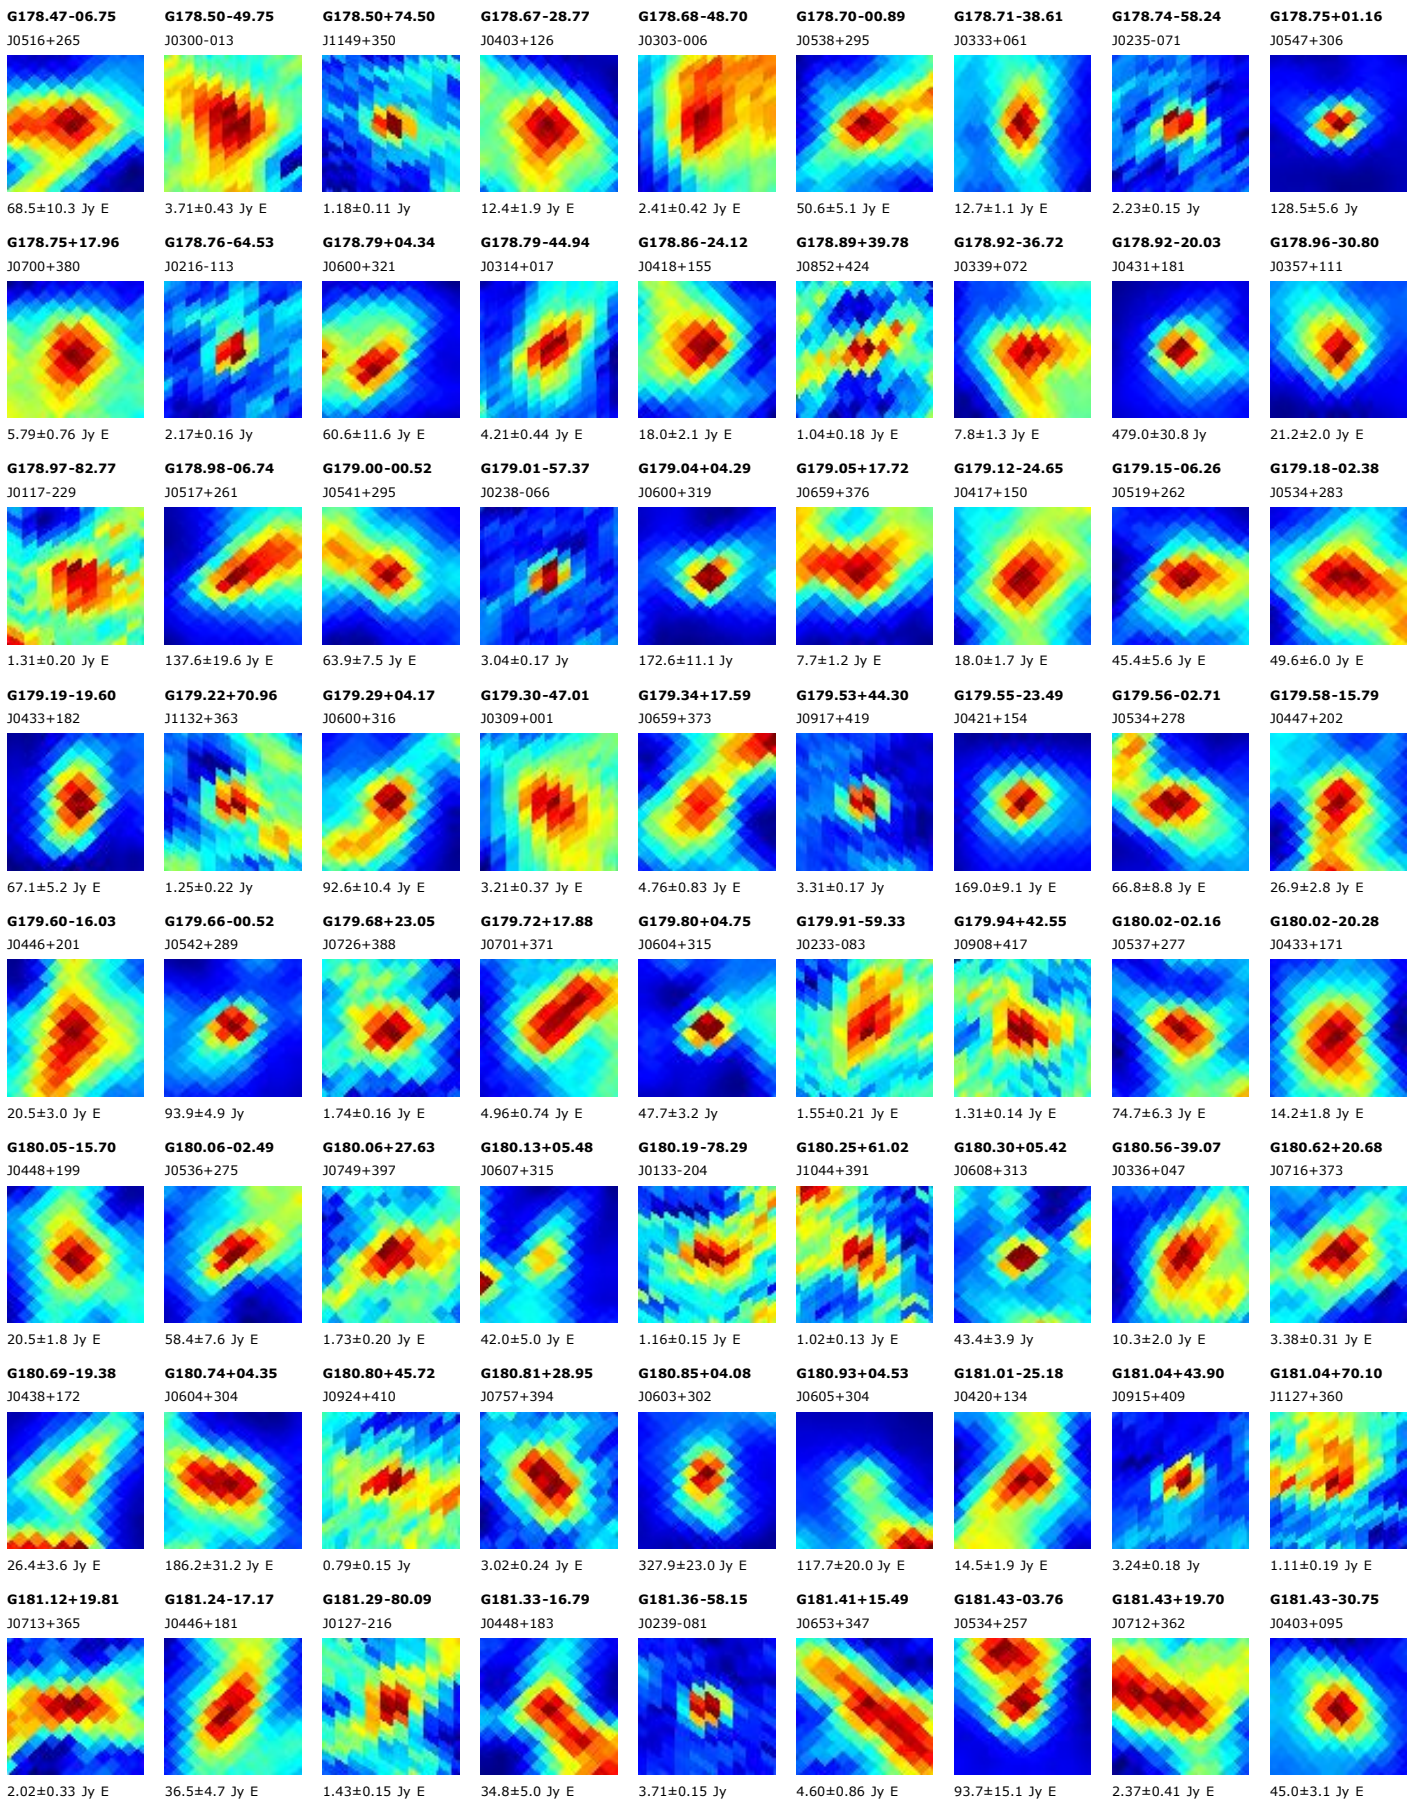 G178.47-06.75 G178.50-49.75 G178.50+74.50 G178.67-28.77 G178.68-48.70 G178.70-00.89 G178.71-38.61 G178.74-58.24 G178.75+01.16
J0516+265 J0300-013 J1149+350 J0403+126 J0303-006 J0538+295 J0333+061 J0235-071 J0547+306
68.5±10.3 Jy E 3.71±0.43 Jy E 1.18±0.11 Jy 12.4±1.9 Jy E 2.41±0.42 Jy E 50.6±5.1 Jy E 12.7±1.1 Jy E 2.23±0.15 Jy 128.5±5.6 Jy
G178.75+17.96 G178.76-64.53 G178.79+04.34 G178.79-44.94 G178.86-24.12 G178.89+39.78 G178.92-36.72 G178.92-20.03 G178.96-30.80
J0700+380 J0216-113 J0600+321 J0314+017 J0418+155 J0852+424 J0339+072 J0431+181 J0357+111
5.79±0.76 Jy E 2.17±0.16 Jy 60.6±11.6 Jy E 4.21±0.44 Jy E 18.0±2.1 Jy E 1.04±0.18 Jy E 7.8±1.3 Jy E 479.0±30.8 Jy 21.2±2.0 Jy E
G178.97-82.77 G178.98-06.74 G179.00-00.52 G179.01-57.37 G179.04+04.29 G179.05+17.72 G179.12-24.65 G179.15-06.26 G179.18-02.38
J0117-229 J0517+261 J0541+295 J0238-066 J0600+319 J0659+376 J0417+150 J0519+262 J0534+283
1.31±0.20 Jy E 137.6±19.6 Jy E 63.9±7.5 Jy E 3.04±0.17 Jy 172.6±11.1 Jy 7.7±1.2 Jy E 18.0±1.7 Jy E 45.4±5.6 Jy E 49.6±6.0 Jy E
G179.19-19.60 G179.22+70.96 G179.29+04.17 G179.30-47.01 G179.34+17.59 G179.53+44.30 G179.55-23.49 G179.56-02.71 G179.58-15.79
J0433+182 J1132+363 J0600+316 J0309+001 J0659+373 J0917+419 J0421+154 J0534+278 J0447+202
67.1±5.2 Jy E 1.25±0.22 Jy 92.6±10.4 Jy E 3.21±0.37 Jy E 4.76±0.83 Jy E 3.31±0.17 Jy 169.0±9.1 Jy E 66.8±8.8 Jy E 26.9±2.8 Jy E
G179.60-16.03 G179.66-00.52 G179.68+23.05 G179.72+17.88 G179.80+04.75 G179.91-59.33 G179.94+42.55 G180.02-02.16 G180.02-20.28
J0446+201 J0542+289 J0726+388 J0701+371 J0604+315 J0233-083 J0908+417 J0537+277 J0433+171
20.5±3.0 Jy E 93.9±4.9 Jy 1.74±0.16 Jy E 4.96±0.74 Jy E 47.7±3.2 Jy 1.55±0.21 Jy E 1.31±0.14 Jy E 74.7±6.3 Jy E 14.2±1.8 Jy E
G180.05-15.70 G180.06-02.49 G180.06+27.63 G180.13+05.48 G180.19-78.29 G180.25+61.02 G180.30+05.42 G180.56-39.07 G180.62+20.68
J0448+199 J0536+275 J0749+397 J0607+315 J0133-204 J1044+391 J0608+313 J0336+047 J0716+373
20.5±1.8 Jy E 58.4±7.6 Jy E 1.73±0.20 Jy E 42.0±5.0 Jy E 1.16±0.15 Jy E 1.02±0.13 Jy E 43.4±3.9 Jy 10.3±2.0 Jy E 3.38±0.31 Jy E
G180.69-19.38 G180.74+04.35 G180.80+45.72 G180.81+28.95 G180.85+04.08 G180.93+04.53 G181.01-25.18 G181.04+43.90 G181.04+70.10
J0438+172 J0604+304 J0924+410 J0757+394 J0603+302 J0605+304 J0420+134 J0915+409 J1127+360
26.4±3.6 Jy E 186.2±31.2 Jy E 0.79±0.15 Jy 3.02±0.24 Jy E 327.9±23.0 Jy E 117.7±20.0 Jy E 14.5±1.9 Jy E 3.24±0.18 Jy 1.11±0.19 Jy E
G181.12+19.81 G181.24-17.17 G181.29-80.09 G181.33-16.79 G181.36-58.15 G181.41+15.49 G181.43-03.76 G181.43+19.70 G181.43-30.75
J0713+365 J0446+181 J0127-216 J0448+183 J0239-081 J0653+347 J0534+257 J0712+362 J0403+095
2.02±0.33 Jy E 36.5±4.7 Jy E 1.43±0.15 Jy E 34.8±5.0 Jy E 3.71±0.15 Jy 4.60±0.86 Jy E 93.7±15.1 Jy E 2.37±0.41 Jy E 45.0±3.1 Jy E